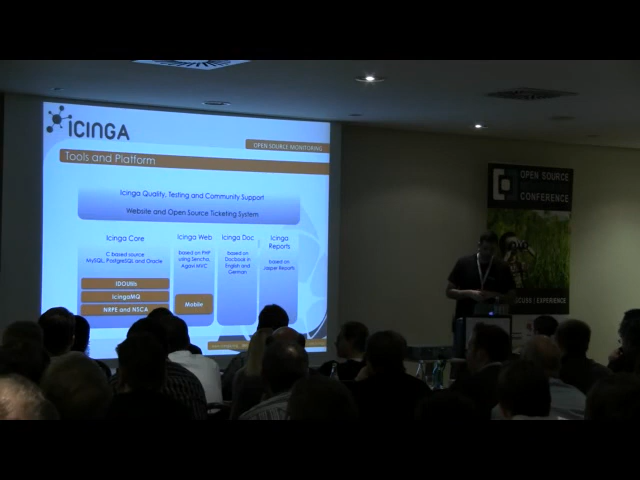 ICINGA
OPEN SOURCE MONITORING
Tools and Platform
Icinga Quality, Testing and Community Support
Website and Open Source Ticketing System
Icinga Core
C based source
MySQL, PostgreSQL and Oracle
IDOUtils
IcingaMQ
NRPE and NSCA
Icinga Web
based on PHP
using Sencha,
Agavi MVC
Mobile
Icinga Doc
based on
Docbook in
English and
German
Icinga
Reports
based on
Jasper Reports
OPEN SOURCE
CONFERENCE
EXPERIENCE